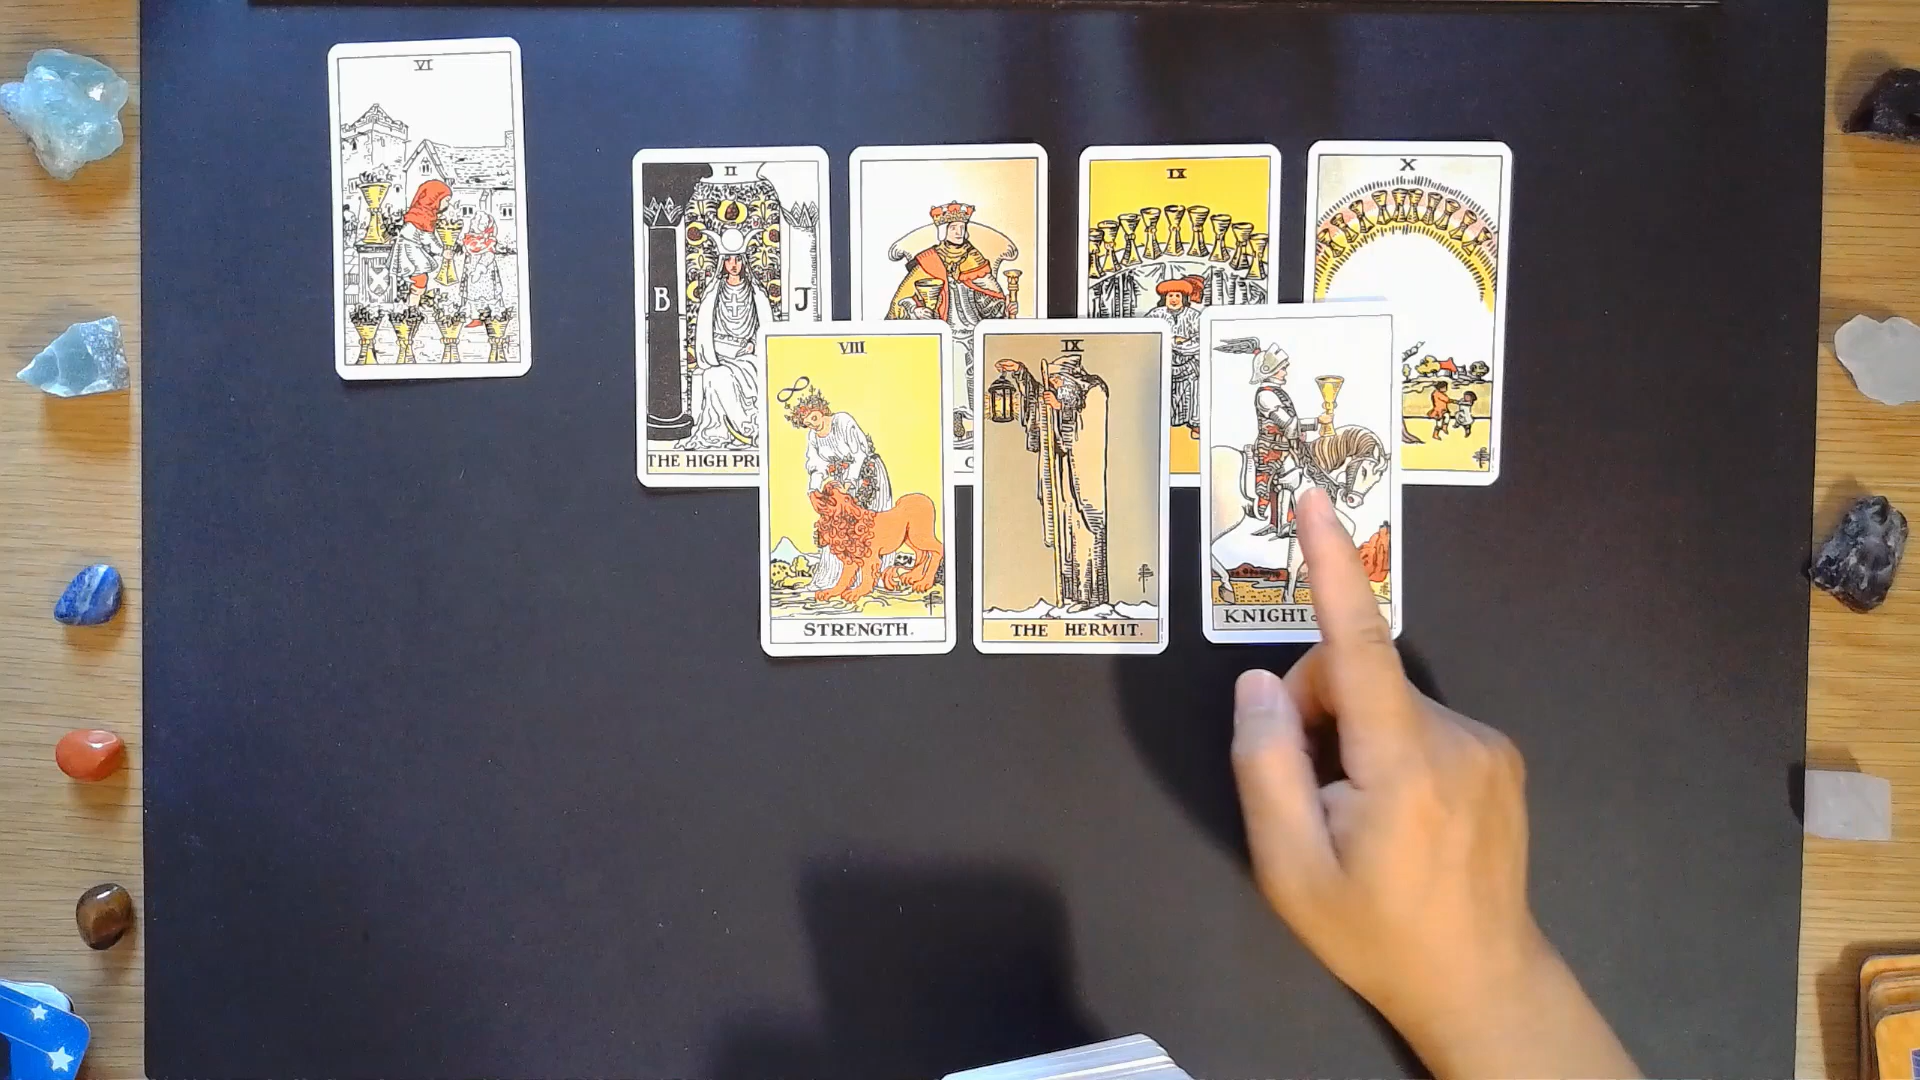 VI
II
B
J
THE HIGH PRI
IX
X
VIII
STRENGTH.
IX
THE HERMIT.
KNIGHT